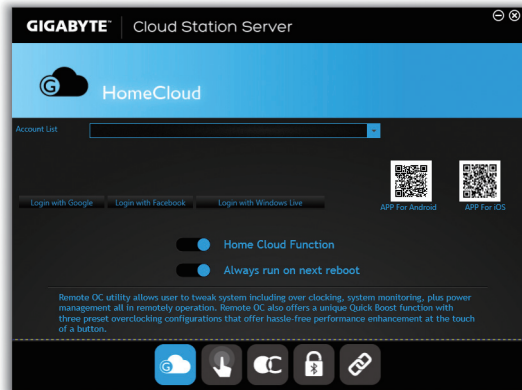 GIGABYTE™ Cloud Station Server
G HomeCloud
Account List
Login with Google Login with Facebook Login with Windows Live
APP For Android APP For iOS
Home Cloud Function
Always run on next reboot
Remote OC utility allows user to tweak system including over clocking, system monitoring, plus power
management all in remotely operation. Remote OC also offers a unique Quick Boost function with
three preset overclocking configurations that offer hassle-free performance enhancement at the touch
of a button.
G